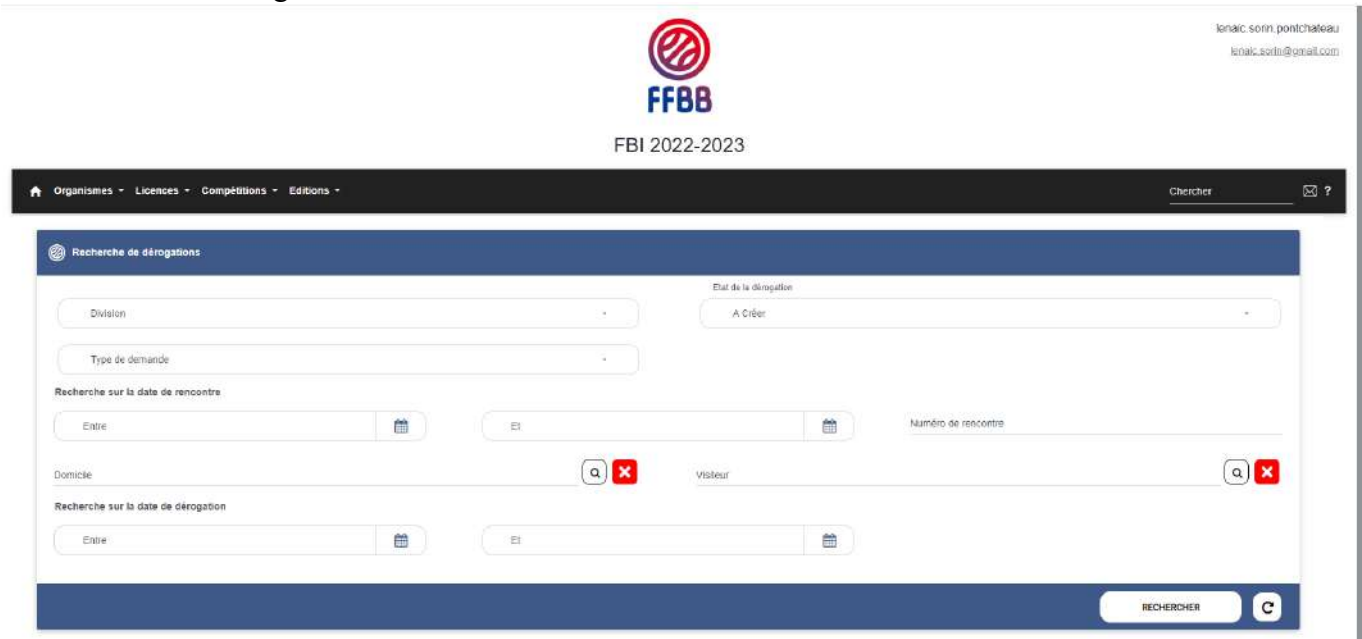 lenaic.sorin.pontchateau
lenaic.sorin@gmail.com
FFBB
FBI 2022-2023
Organismes Licences Compétitions Editions Chercher ?
Recherche de dérogations
Etat de la dérogation
Division A Créer
Type de demande
Recherche sur la date de rencontre
Entre Et Numéro de rencontre
Domicile Visiteur
Recherche sur la date de dérogation
Entre Et
RECHERCHER